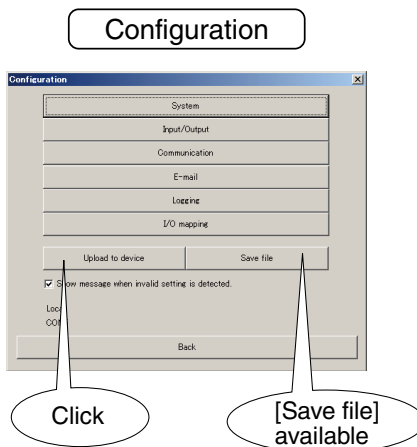 Configuration
Configuration
System
Input/Output
Communication
E-mail
Logging
I/O mapping
Upload to device Save file
Show message when invalid setting is detected.
Back
Click
[Save file]
available